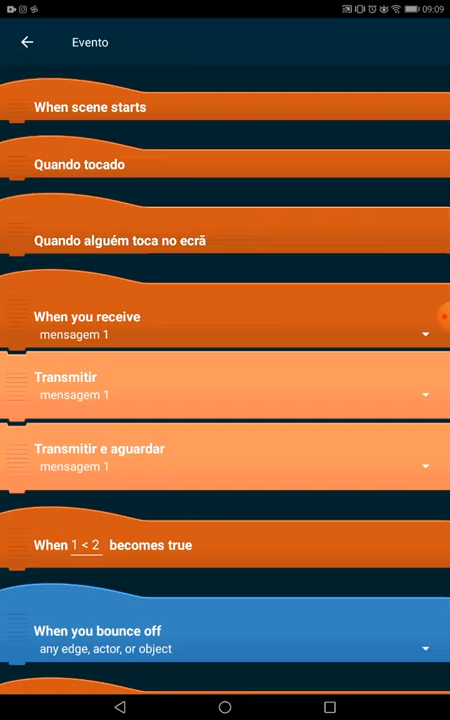 09:09
Evento
When scene starts
Quando tocado
Quando alguém toca no ecrã
When you receive
mensagem 1
Transmitir
mensagem 1
Transmitir e aguardar
mensagem 1
When 1 < 2 becomes true
When you bounce off
any edge, actor, or object